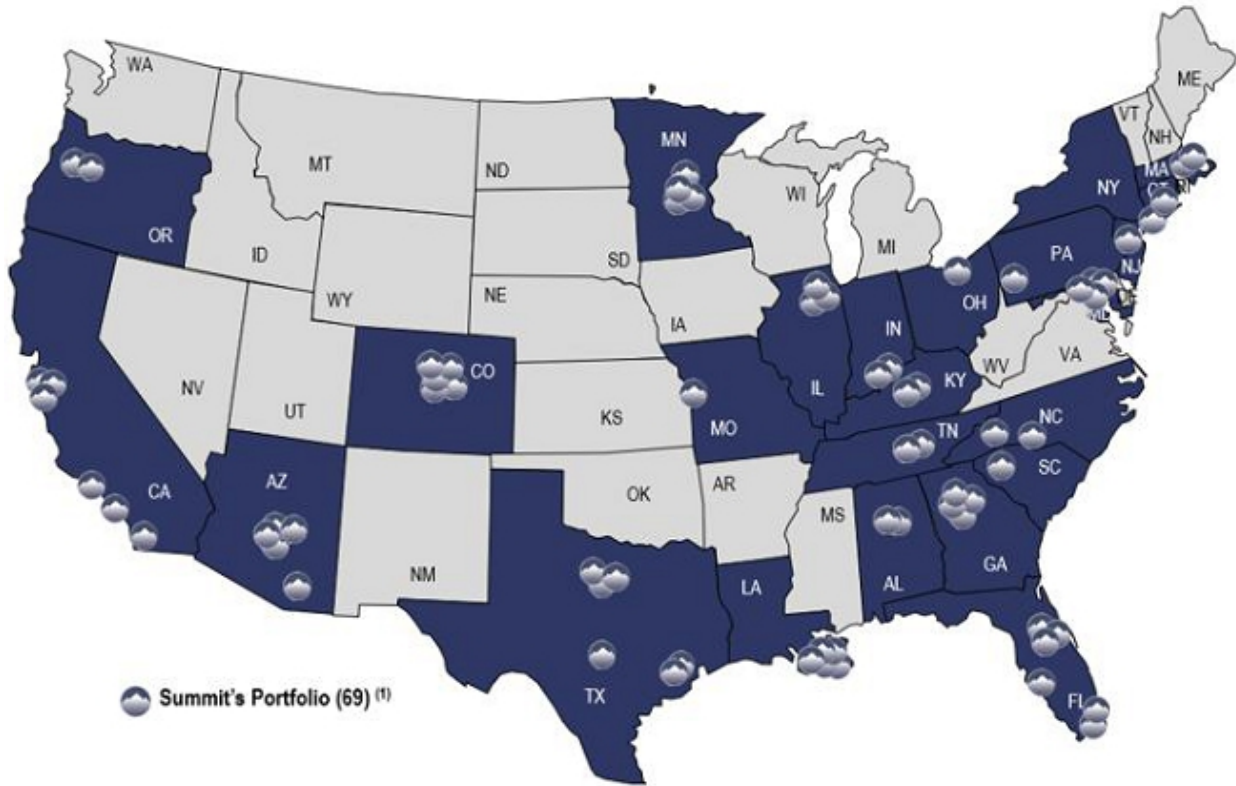 WA
ME
VT
NH
MT
ND
MN
MA
NY
CT
RI
OR
WI
ID
SD
MI
PA
WY
NJ
NE
IA
OH
IN
WV
VA
CO
NV
UT
KS
IL
KY
MO
NC
TN
CA
AZ
SC
OK
AR
MS
NM
GA
LA
AL
TX
FL
Summit's Portfolio (69) (1)